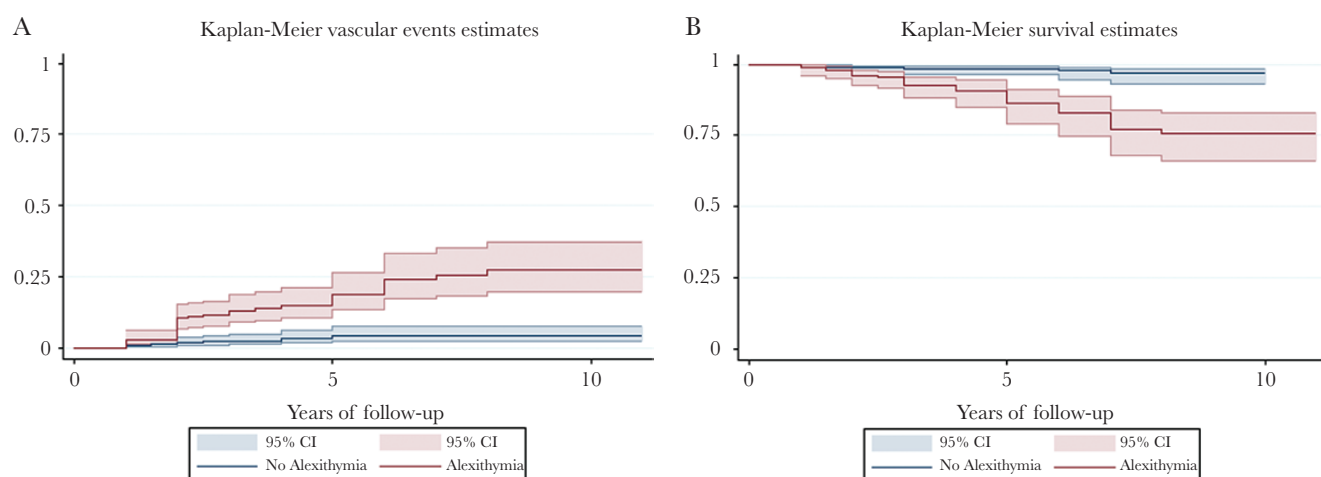 A
Kaplan-Meier vascular events estimates
1
0.75
0.5
0.25
0
0
5
10
Years of follow-up
95% CI
95% CI
No Alexithymia
Alexithymia
B
Kaplan-Meier survival estimates
1
0.75
0.5
0.25
0
0
5
10
Years of follow-up
95% CI
95% CI
No Alexithymia
Alexithymia